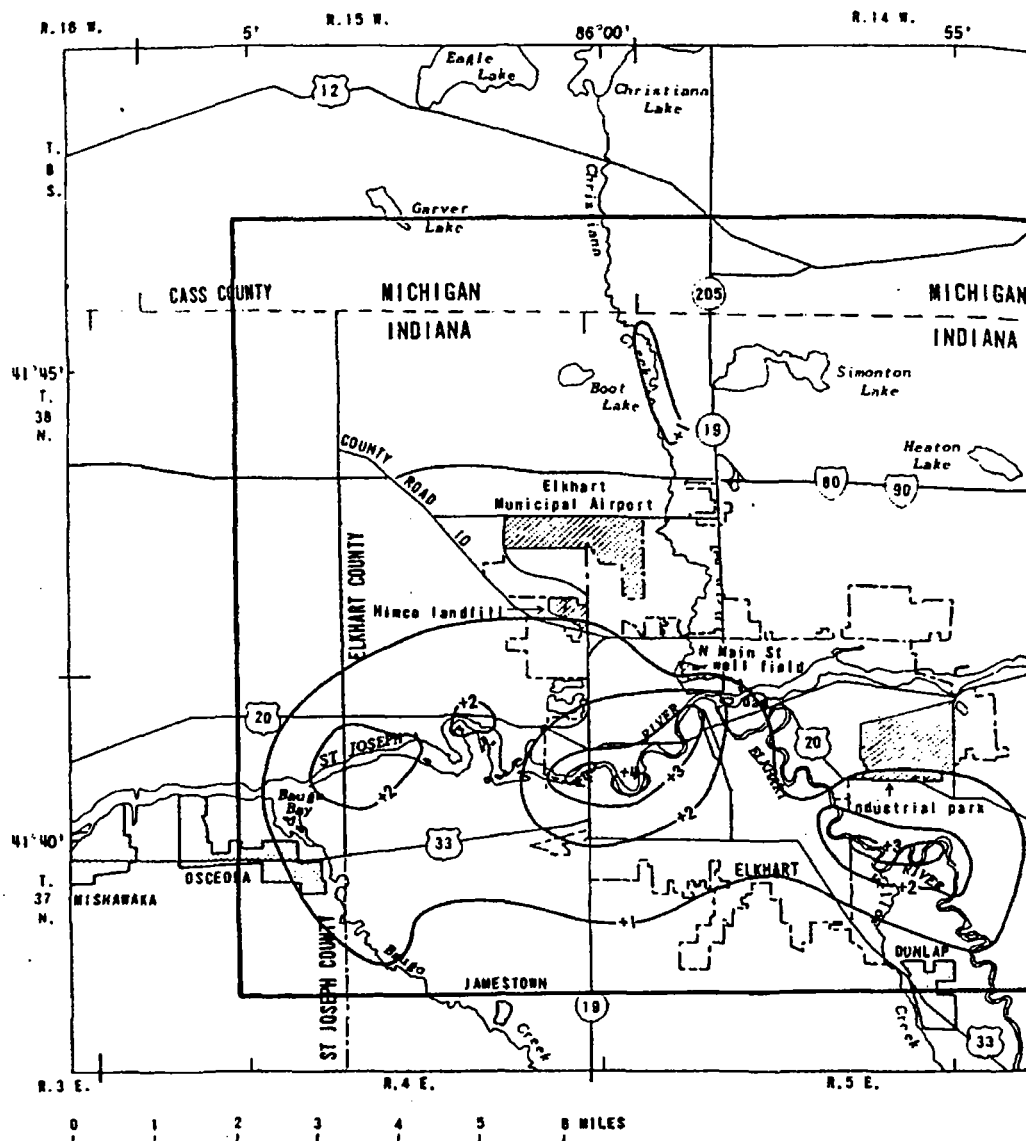 R.16 W.
R.15 W.
R.14 W.
5'
86°00'
55
Eagle
Lake
Christiann
Lake
12
T.
8
S.
Christiann
Garver
Lake
CASS COUNTY
MICHIGAN
INDIANA
205
MICHIGAN
INDIANA
41°45'
T.
38
N.
Creek
Boot
Lake
Simonton
Lake
+1
19
COUNTY ROAD 10
Heaton
Lake
80
90
Elkhart
Municipal Airport
ELKHART COUNTY
Himco landfill
N Main St
well field
20
+2
ST JOSEPH
RIVER
ELKHART
20
+4
+3
+2
+2
Industrial park
Baugo
Bay
41°40'
33
+3
RIVER
+2
OSCEOLA
ELKHART
T.
37
N.
MISHAWAKA
+1
ST JOSEPH COUNTY
Baugo
DUNLAP
JAMESTOWN
19
Creek
Creek
33
R.3 E.
R.4 E.
R.5 E.
0 1 2 3 4 5 6 MILES